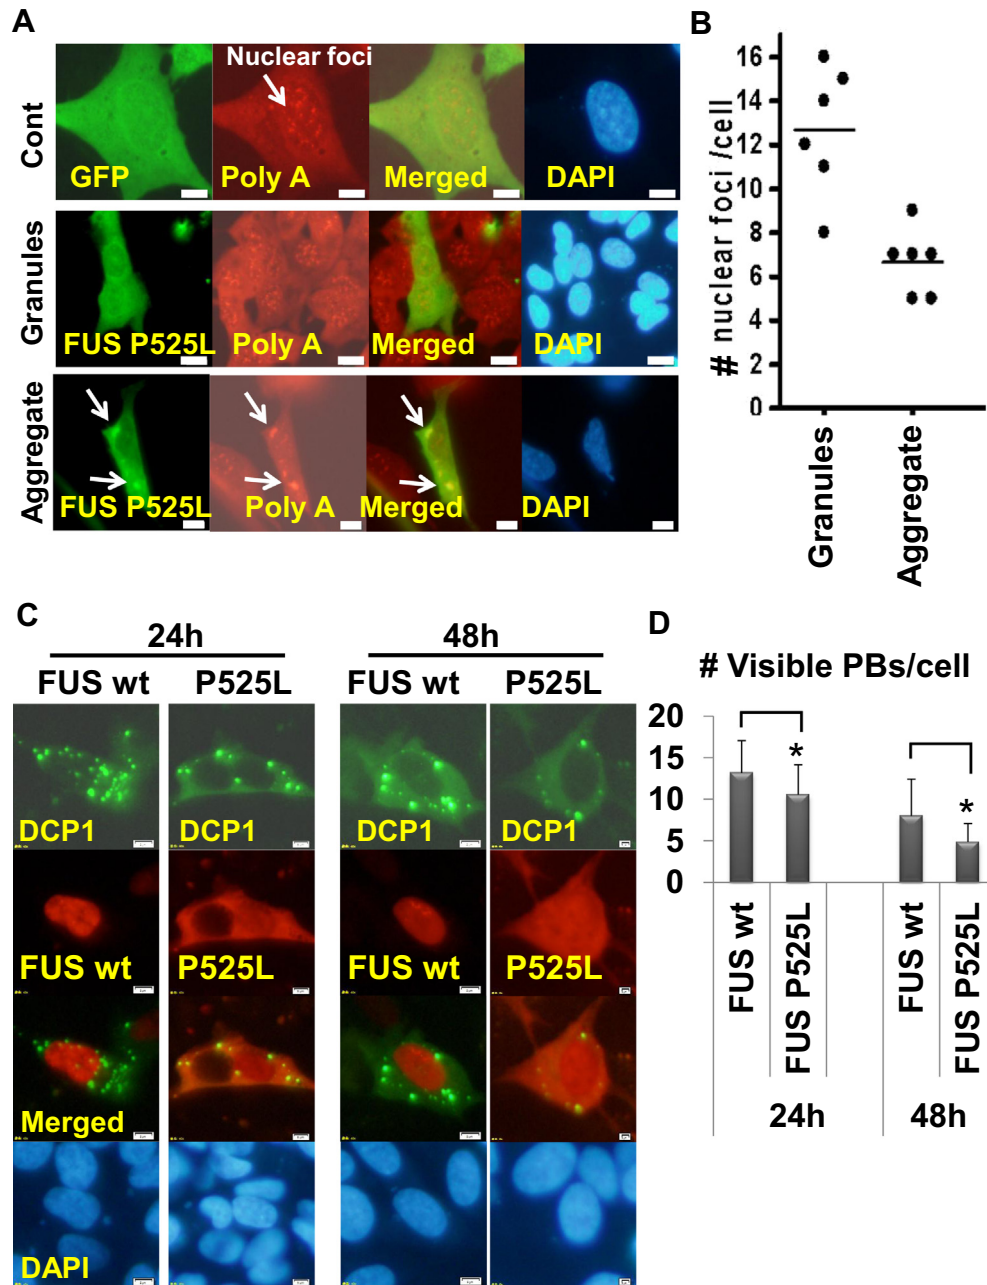 A
Cont
Nuclear foci
GFP
Poly A
Merged
DAPI
Granules
FUS P525L
Poly A
Merged
DAPI
Aggregate
FUS P525L
Poly A
Merged
DAPI
B
# nuclear foci /cell
16
14
12
10
8
6
4
2
0
Granules
Aggregate
C
24h
48h
FUS wt
P525L
FUS wt
P525L
DCP1
DCP1
DCP1
DCP1
FUS wt
P525L
FUS wt
P525L
Merged
DAPI
D
# Visible PBs/cell
20
15
10
5
0
*
*
FUS wt
FUS P525L
FUS wt
FUS P525L
24h
48h